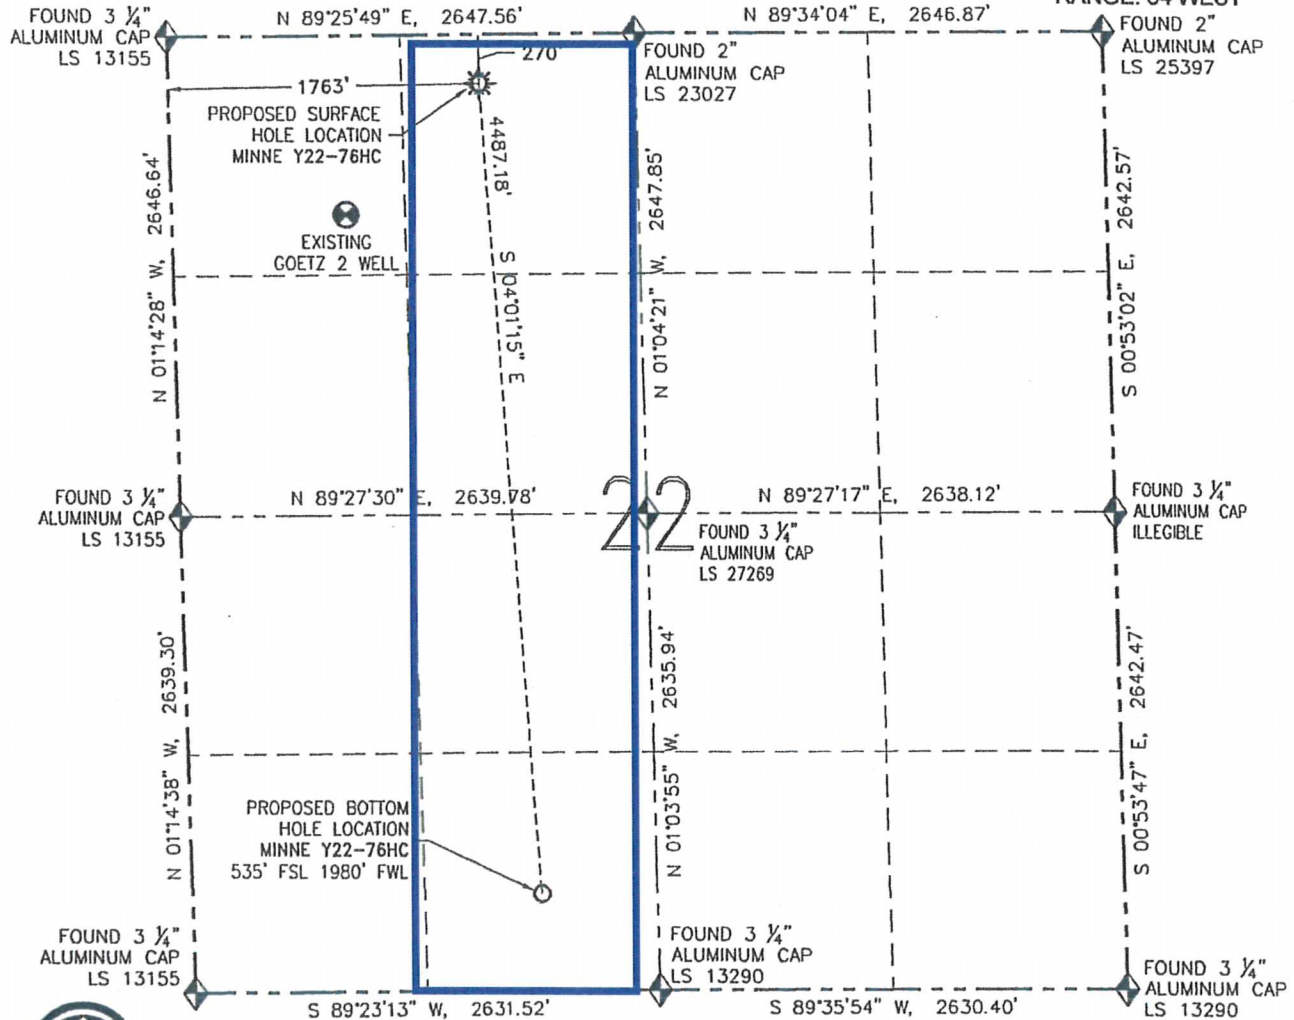 RANGE: 64 WEST
N 89°25'49" E, 2647.56'
N 89°34'04" E, 2646.87'
FOUND 3 ¼"
ALUMINUM CAP
LS 13155
FOUND 2"
ALUMINUM CAP
LS 23027
FOUND 2"
ALUMINUM CAP
LS 25397
270'
1763'
PROPOSED SURFACE
HOLE LOCATION
MINNE Y22-76HC
4487.18'
S 04°01'15" E
EXISTING
GOETZ 2 WELL
N 01°14'28" W, 2646.64'
N 01°04'21" W, 2647.85'
S 00°53'02" E, 2642.57'
FOUND 3 ¼"
ALUMINUM CAP
LS 13155
N 89°27'30" E, 2639.78'
22
N 89°27'17" E, 2638.12'
FOUND 3 ¼"
ALUMINUM CAP
LS 27269
FOUND 3 ¼"
ALUMINUM CAP
ILLEGIBLE
N 01°14'38" W, 2639.30'
N 01°03'55" W, 2635.94'
S 00°53'47" E, 2642.47'
PROPOSED BOTTOM
HOLE LOCATION
MINNE Y22-76HC
535' FSL 1980' FWL
FOUND 3 ¼"
ALUMINUM CAP
LS 13155
FOUND 3 ¼"
ALUMINUM CAP
LS 13290
FOUND 3 ¼"
ALUMINUM CAP
LS 13290
S 89°23'13" W, 2631.52'
S 89°35'54" W, 2630.40'